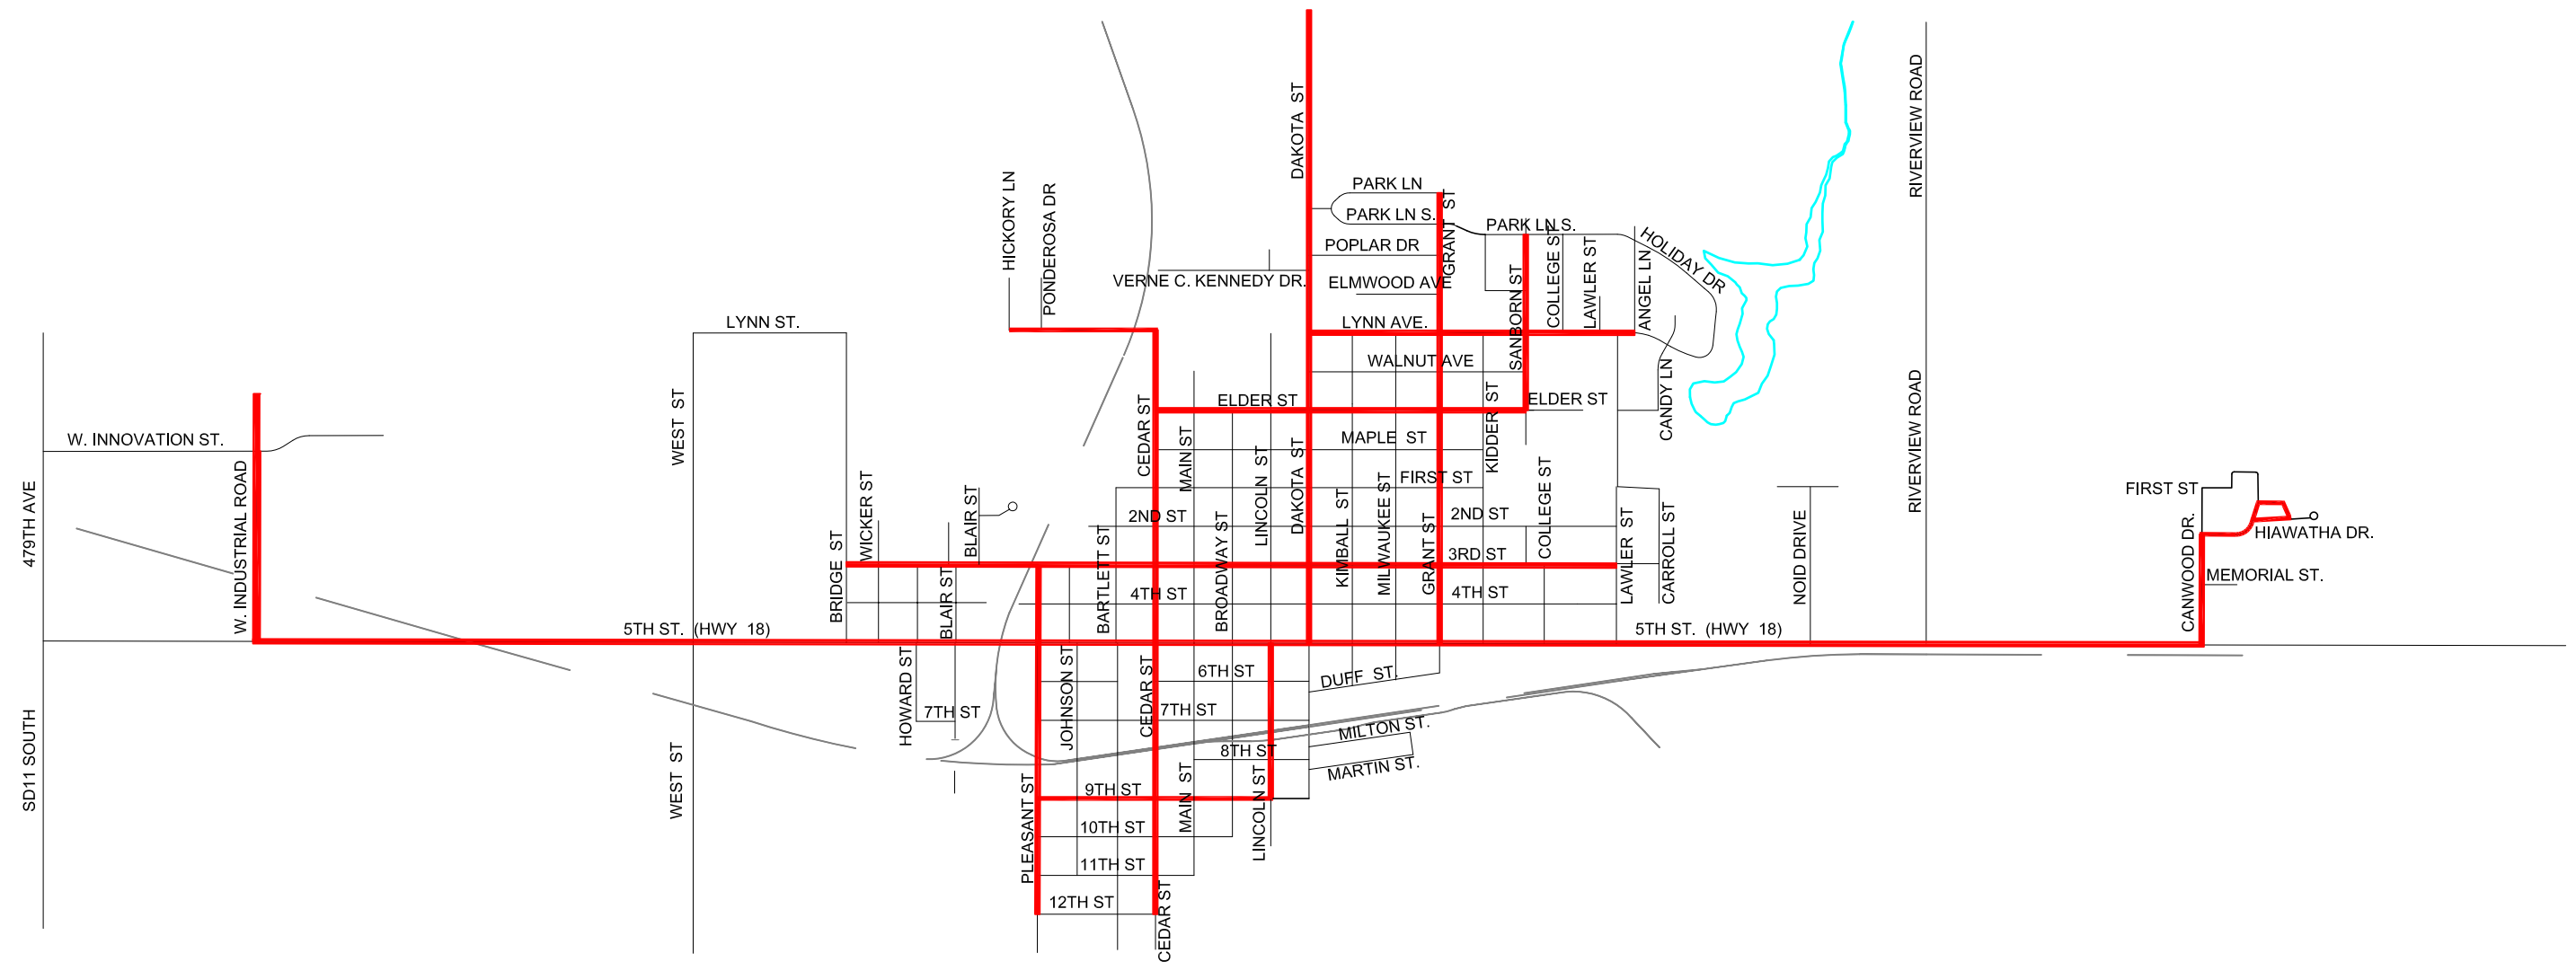 DAKOTA ST
RIVERVIEW ROAD
HICKORY LN
PONDEROSA DR
PARK LN
PARK LN S.
GRANT ST
PARK LN S.
POPLAR DR
VERNE C. KENNEDY DR.
ELMWOOD AVE
SANBORN ST
COLLEGE ST
LAWLER ST
ANGEL LN
HOLIDAY DR
LYNN ST.
LYNN AVE.
WALNUT AVE
CANDY LN
WEST ST
CEDAR ST
ELDER ST
ELDER ST
KIDDER ST
RIVERVIEW ROAD
W. INNOVATION ST.
MAPLE ST
MAIN ST
LINCOLN ST
DAKOTA ST
FIRST ST
479TH AVE
W. INDUSTRIAL ROAD
BRIDGE ST
WICKER ST
BLAIR ST
BLAIR ST
2ND ST
2ND ST
BARTLETT ST
BROADWAY ST
KIMBALL ST
MILWAUKEE ST
GRANT ST
3RD ST
COLLEGE ST
LAWLER ST
CARROLL ST
NOID DRIVE
FIRST ST
CANWOOD DR.
HIAWATHA DR.
MEMORIAL ST.
4TH ST
4TH ST
5TH ST. (HWY 18)
5TH ST. (HWY 18)
SD11 SOUTH
WEST ST
HOWARD ST
7TH ST
JOHNSON ST
CEDAR ST
6TH ST
DUFF ST.
7TH ST
MILTON ST.
8TH ST
MARTIN ST.
PLEASANT ST
9TH ST
MAIN ST
LINCOLN ST
10TH ST
11TH ST
12TH ST
CEDAR ST